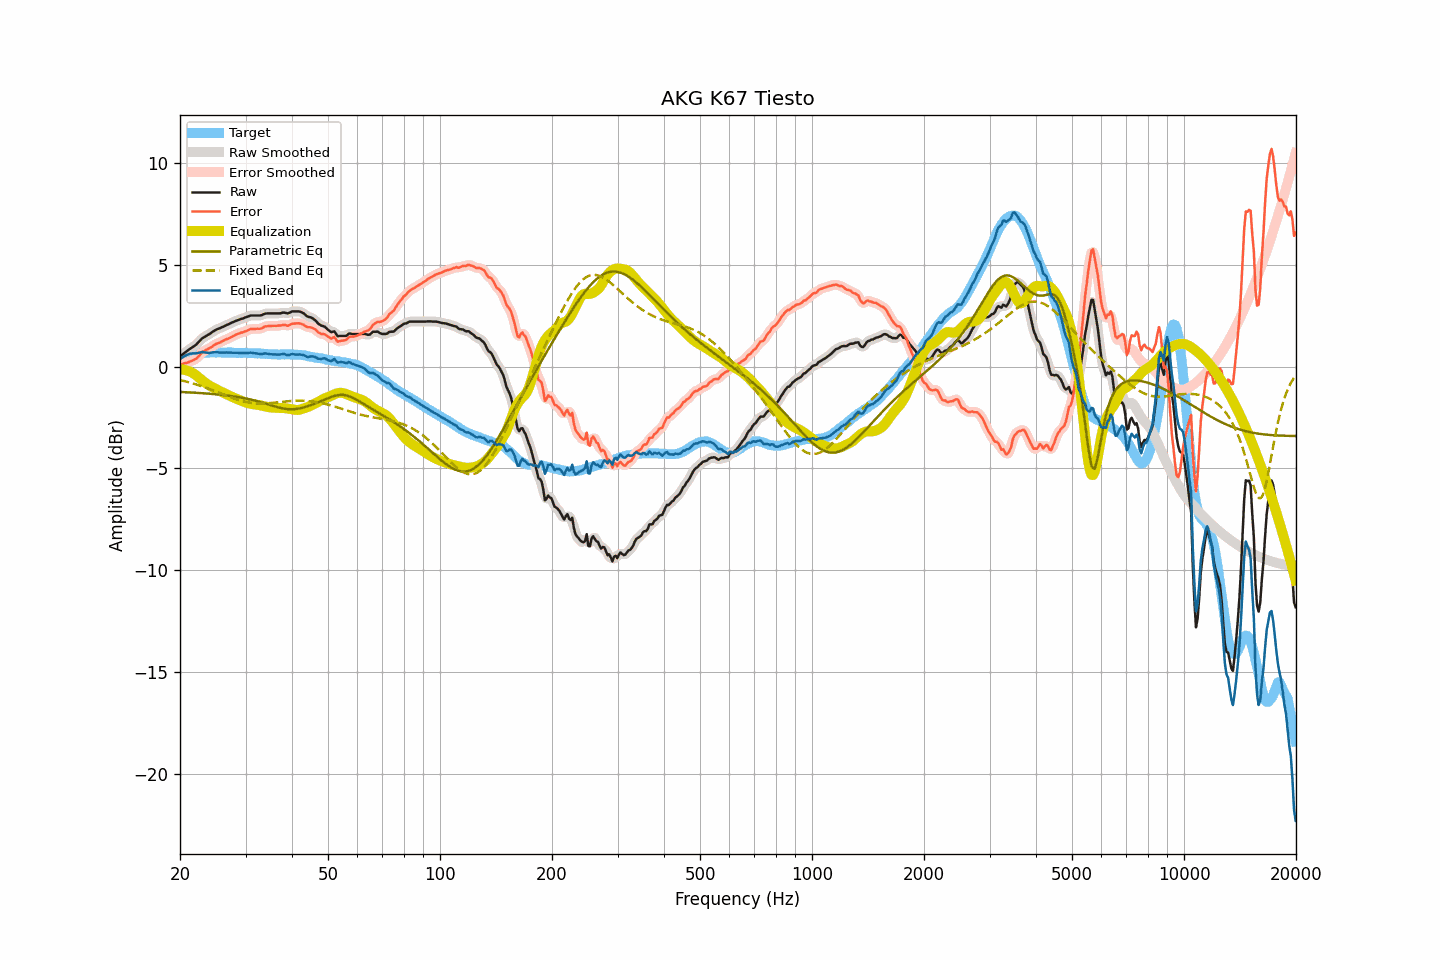 AKG K67 Tiesto
Target
Raw Smoothed
Error Smoothed
Raw
Error
Equalization
Parametric Eq
Fixed Band Eq
Equalized
10
5
0
−5
−10
−15
−20
Amplitude (dBr)
20 50 100 200 500 1000 2000 5000 10000 20000
Frequency (Hz)